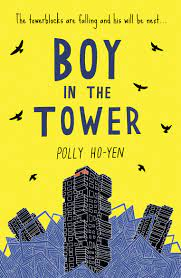 The towerblocks are falling and his will be next...
BOY
IN THE
TOWER
POLLY HO-YEN